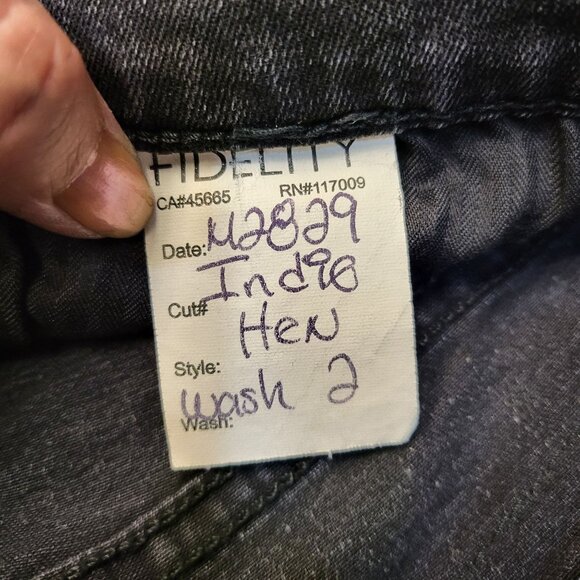 FIDELITY
CA#45665 RN#117009
Date: M2829
Cut# Indie
Hen
Style:
Wash 2
Wash: